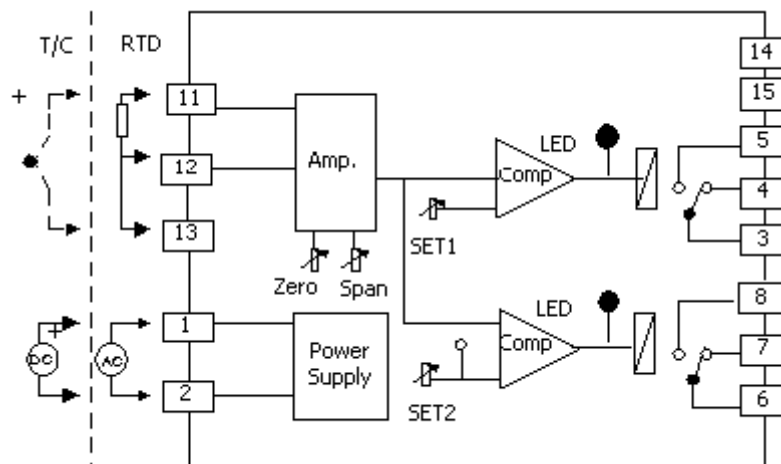 T/C RTD
14
+ 11 15
LED 5
12 Amp. Comp 4
13 SET1 3
Zero Span
LED 8
1 Power
Supply
+ DC AC Comp 7
2 SET2 6